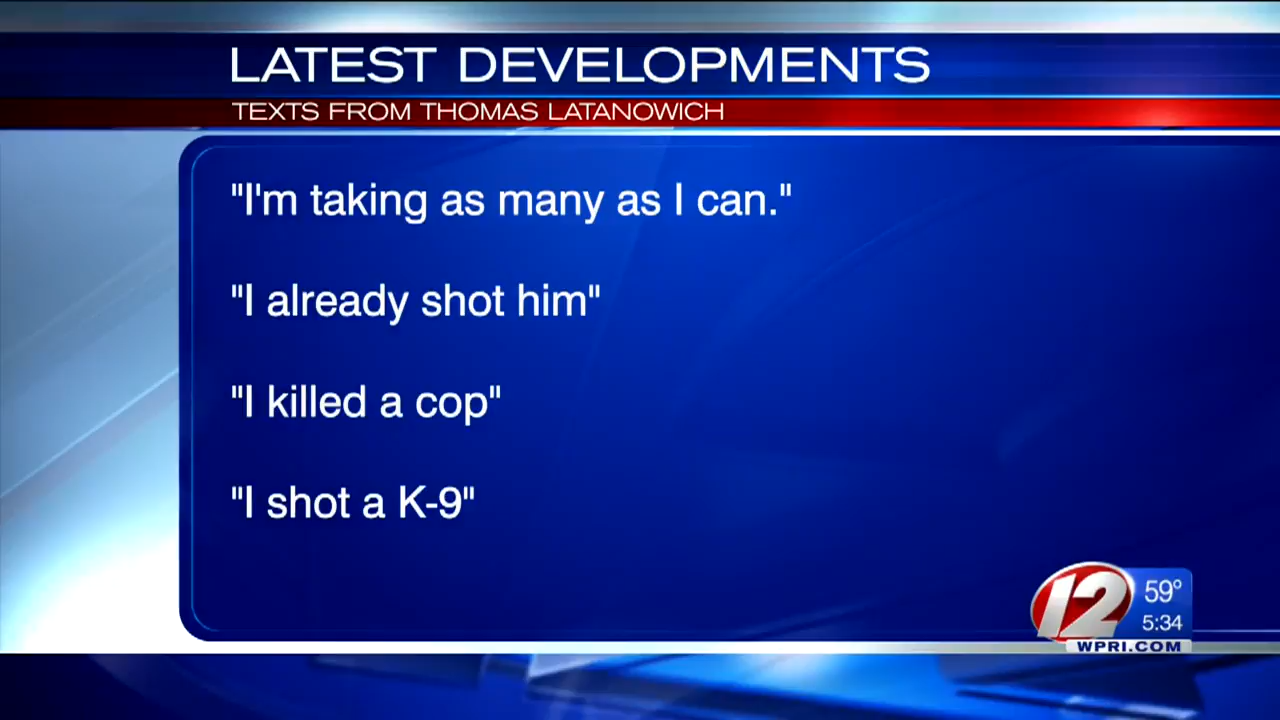 LATEST DEVELOPMENTS
TEXTS FROM THOMAS LATANOWICH
"I'm taking as many as I can."
"I already shot him"
"I killed a cop"
"I shot a K-9"
12
59°
5:34
WPRI.COM